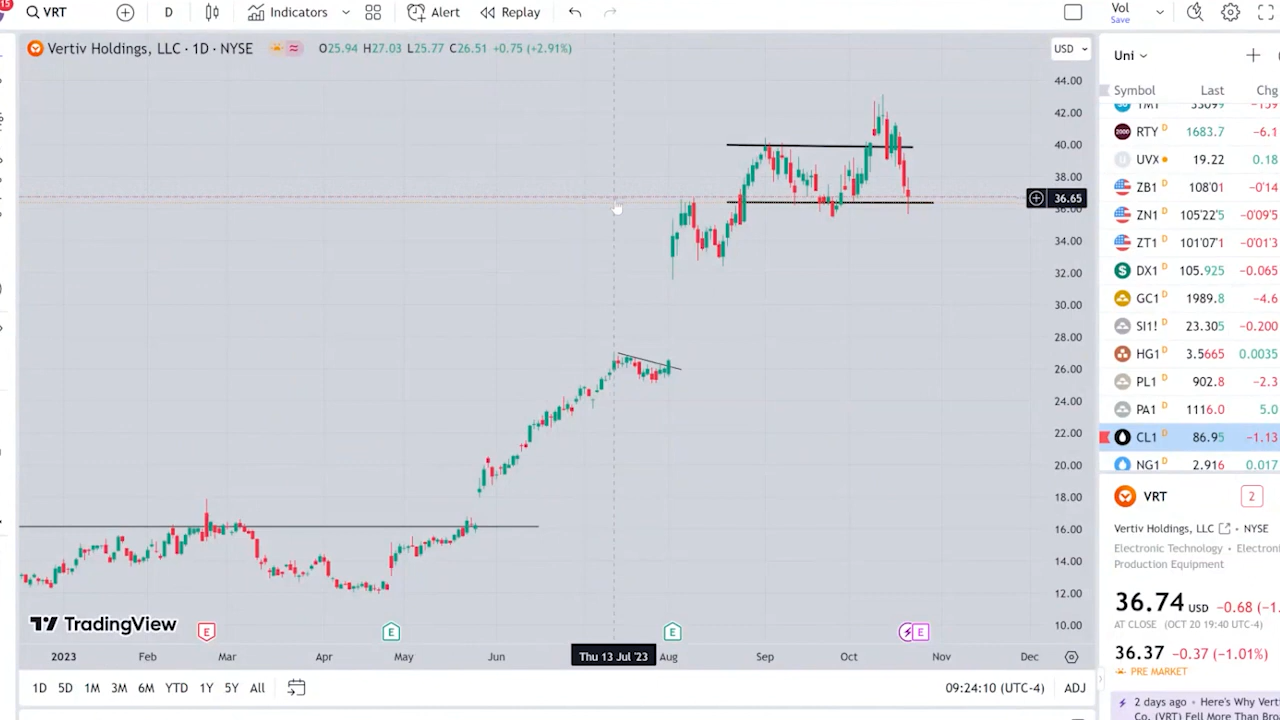 15
VRT
D
Indicators
Alert
Replay
Vol
Save
Vertiv Holdings, LLC · 1D · NYSE
O25.94 H27.03 L25.77 C26.51 +0.75 (+2.91%)
USD
44.00
42.00
40.00
38.00
36.65
36.00
34.00
32.00
30.00
28.00
26.00
24.00
22.00
20.00
18.00
16.00
14.00
12.00
10.00
TradingView
E
E
E
E
2023
Feb
Mar
Apr
May
Jun
Thu 13 Jul '23
Aug
Sep
Oct
Nov
Dec
1D 5D 1M 3M 6M YTD 1Y 5Y All
09:24:10 (UTC-4)
ADJ
Uni
Symbol Last Chg
YM1 33099 -159
RTY D 1683.7 -6.1
UVX 19.22 0.18
ZB1 D 108'01 -0'14
ZN1 D 105'22'5 -0'09'5
ZT1 D 101'07'1 -0'01'3
DX1 D 105.925 -0.065
GC1 D 1989.8 -4.6
SI1! D 23.305 -0.200
HG1 D 3.5665 0.0035
PL1 D 902.8 -2.3
PA1 D 1116.0 5.0
CL1 D 86.95 -1.13
NG1 D 2.916 0.017
VRT
2
Vertiv Holdings, LLC · NYSE
Electronic Technology · Electron
Production Equipment
36.74 USD -0.68 (-1.
AT CLOSE (OCT 20 19:40 UTC-4)
36.37 -0.37 (-1.01%)
PRE MARKET
2 days ago · Here's Why Verti
Co. (VRT) Fell More Than Bro